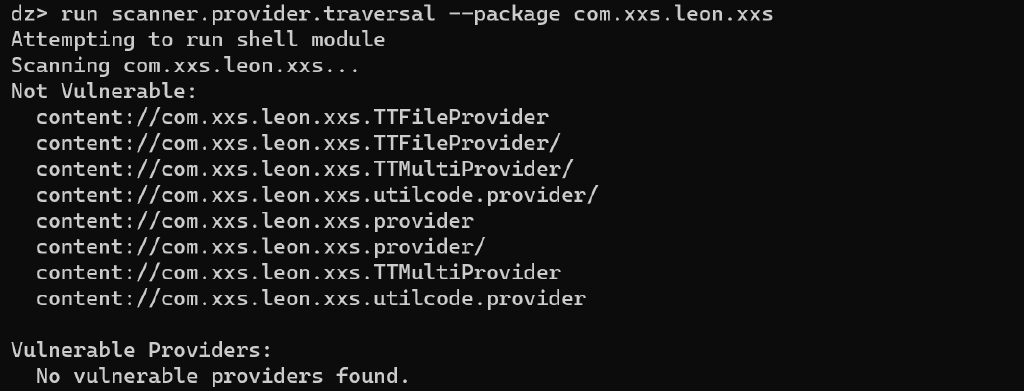 dz> run scanner.provider.traversal --package com.xxs.leon.xxs
Attempting to run shell module
Scanning com.xxs.leon.xxs...
Not Vulnerable:
  content://com.xxs.leon.xxs.TTFileProvider
  content://com.xxs.leon.xxs.TTFileProvider/
  content://com.xxs.leon.xxs.TTMultiProvider/
  content://com.xxs.leon.xxs.utilcode.provider/
  content://com.xxs.leon.xxs.provider
  content://com.xxs.leon.xxs.provider/
  content://com.xxs.leon.xxs.TTMultiProvider
  content://com.xxs.leon.xxs.utilcode.provider

Vulnerable Providers:
  No vulnerable providers found.